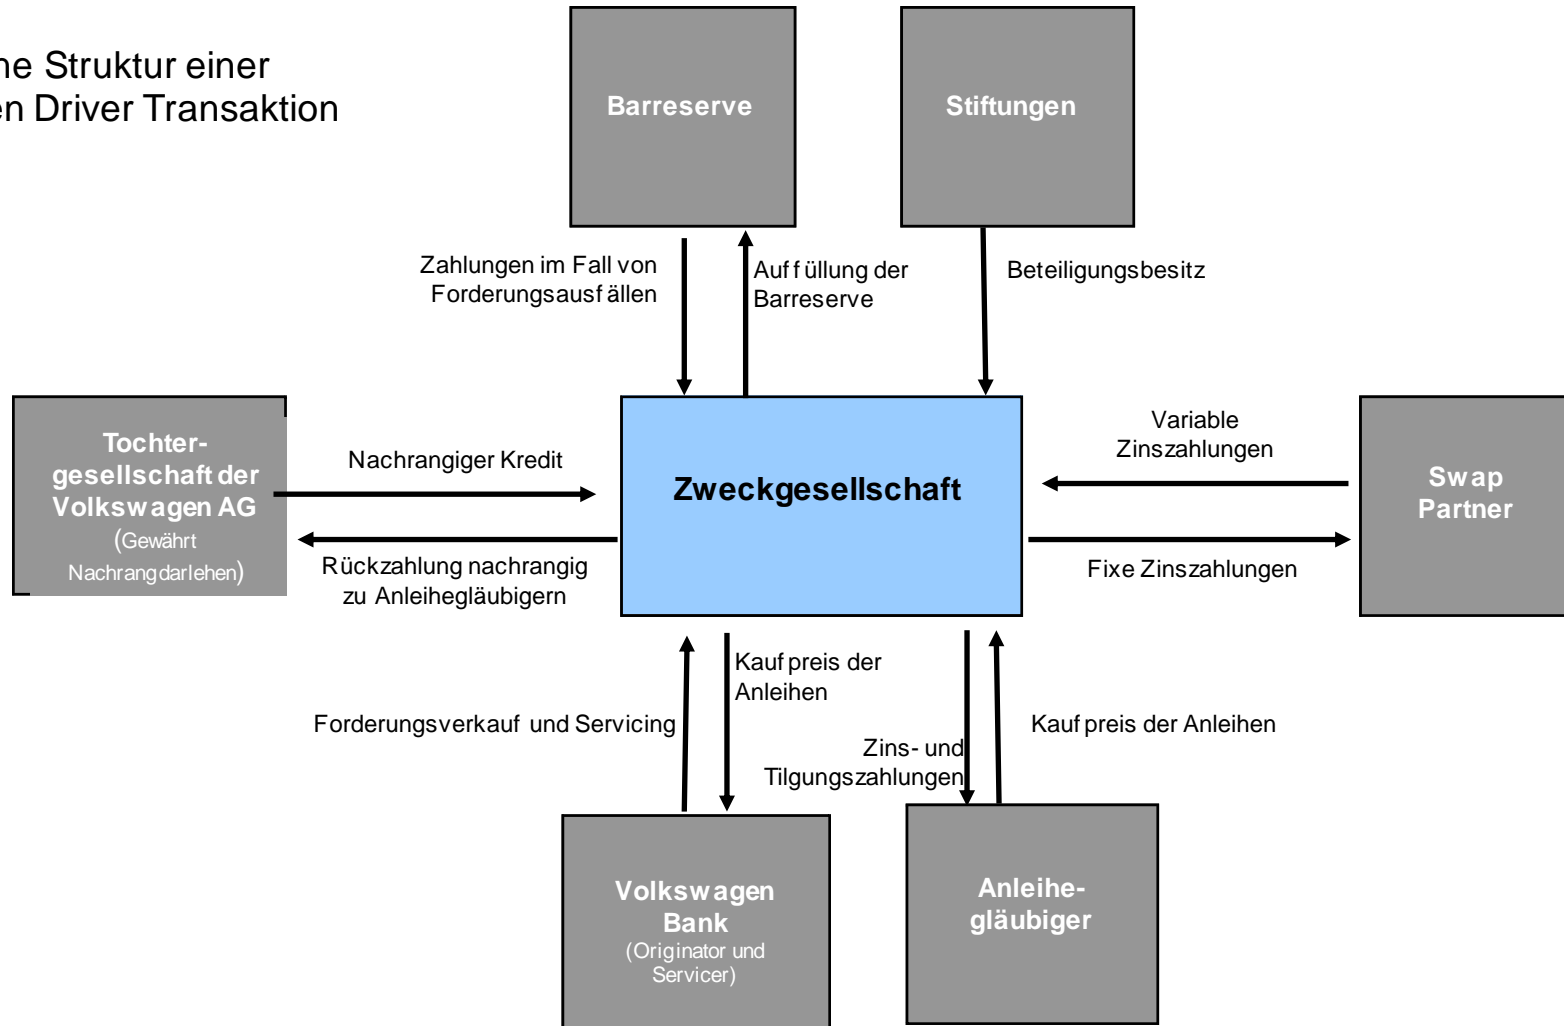 ne Struktur einer
en Driver Transaktion
Barreserve
Stiftungen
Zahlungen im Fall von
Forderungsausfällen
Auffüllung der
Barreserve
Beteiligungsbesitz
Tochter-
gesellschaft der
Volkswagen AG
(Gewährt
Nachrangdarlehen)
Nachrangiger Kredit
Rückzahlung nachrangig
zu Anleihegläubigern
Zweckgesellschaft
Variable
Zinszahlungen
Fixe Zinszahlungen
Swap
Partner
Forderungsverkauf und Servicing
Kaufpreis der
Anleihen
Zins- und
Tilgungszahlungen
Kaufpreis der Anleihen
Volkswagen
Bank
(Originator und
Servicer)
Anleihe-
gläubiger